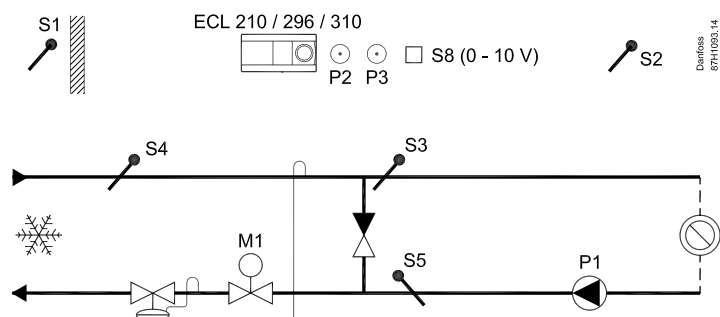 S1
ECL 210 / 296 / 310
P2
P3
S8 (0 - 10 V)
S2
Danfoss
87H1093.14
S4
S3
M1
S5
P1